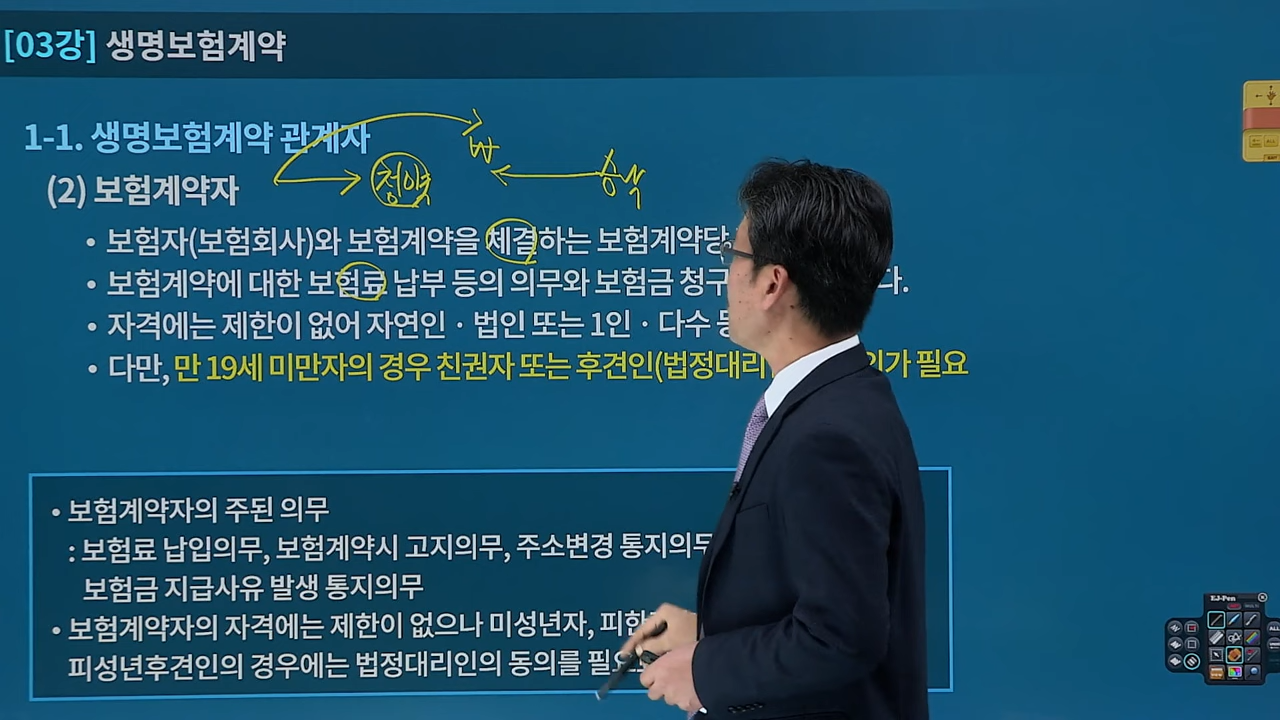 [03강] 생명보험계약
1-1. 생명보험계약 관계자
(2) 보험계약자
청약
승낙
• 보험자(보험회사)와 보험계약을 체결하는 보험계약당
• 보험계약에 대한 보험료 납부 등의 의무와 보험금 청구 다.
• 자격에는 제한이 없어 자연인 · 법인 또는 1인 · 다수
• 다만, 만 19세 미만자의 경우 친권자 또는 후견인(법정대리 가 필요
• 보험계약자의 주된 의무
: 보험료 납입의무, 보험계약시 고지의무, 주소변경 통지의무
보험금 지급사유 발생 통지의무
• 보험계약자의 자격에는 제한이 없으나 미성년자, 피한
피성년후견인의 경우에는 법정대리인의 동의를 필요
EJ-Pen